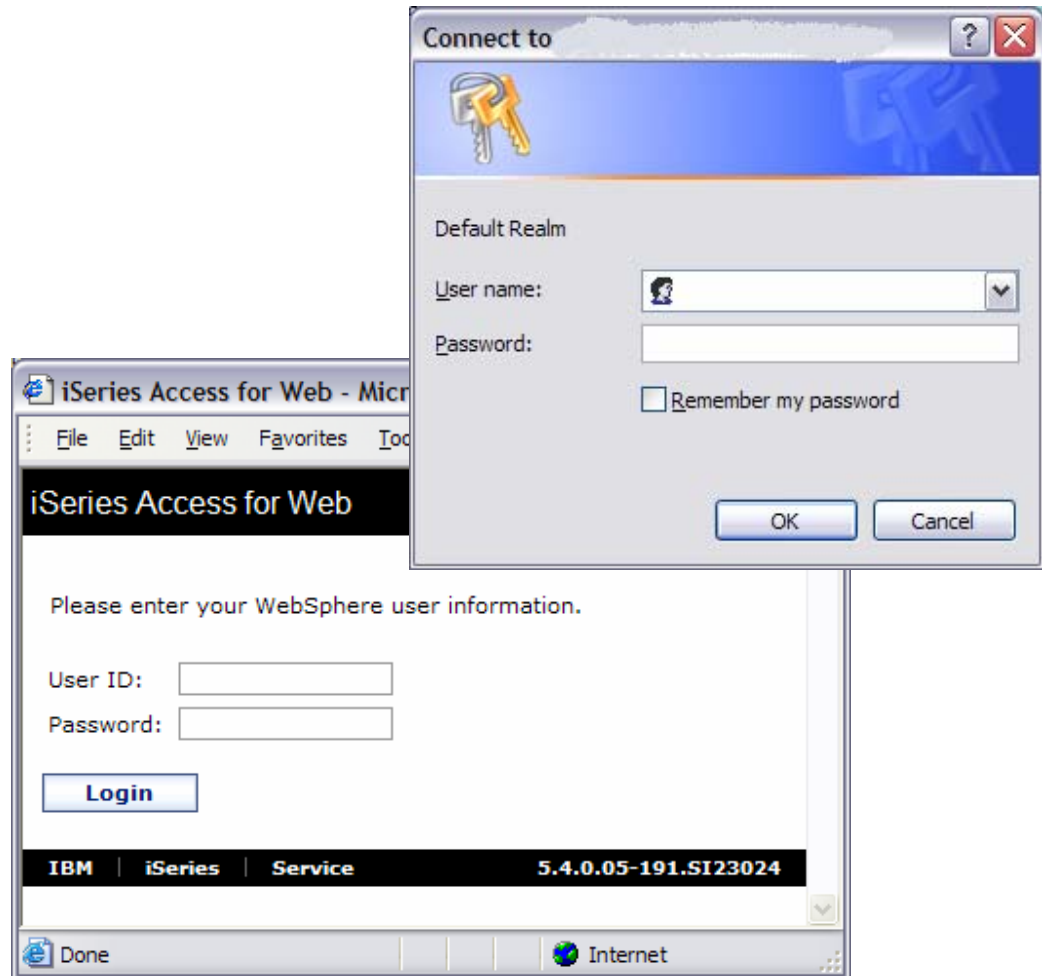 Connect to
Default Realm
User name:
Password:
Remember my password
OK Cancel
iSeries Access for Web - Micr
File Edit View Favorites Too
iSeries Access for Web
Please enter your WebSphere user information.
User ID:
Password:
Login
IBM | iSeries | Service 5.4.0.05-191.SI23024
Done Internet